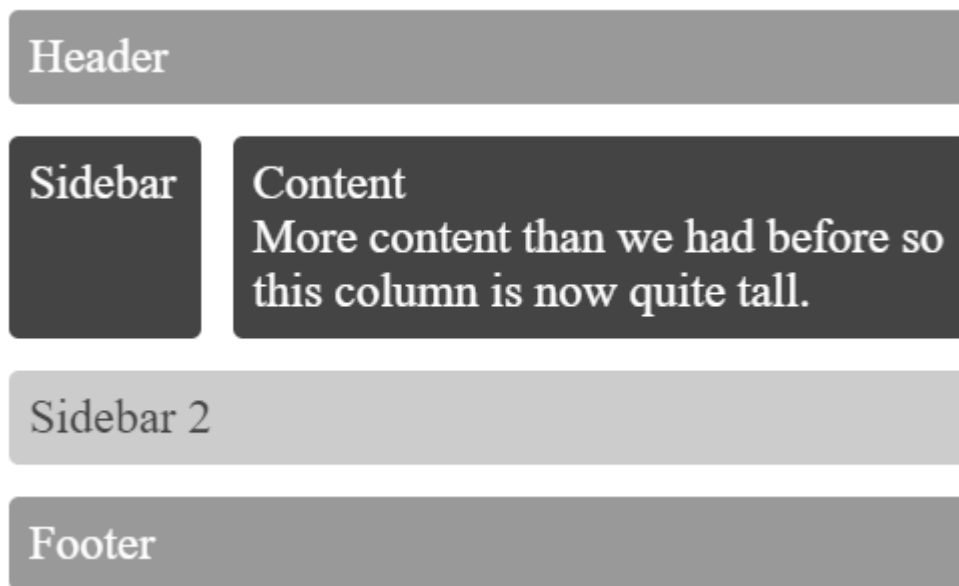 Header
Sidebar
Content
More content than we had before so
this column is now quite tall.
Sidebar 2
Footer